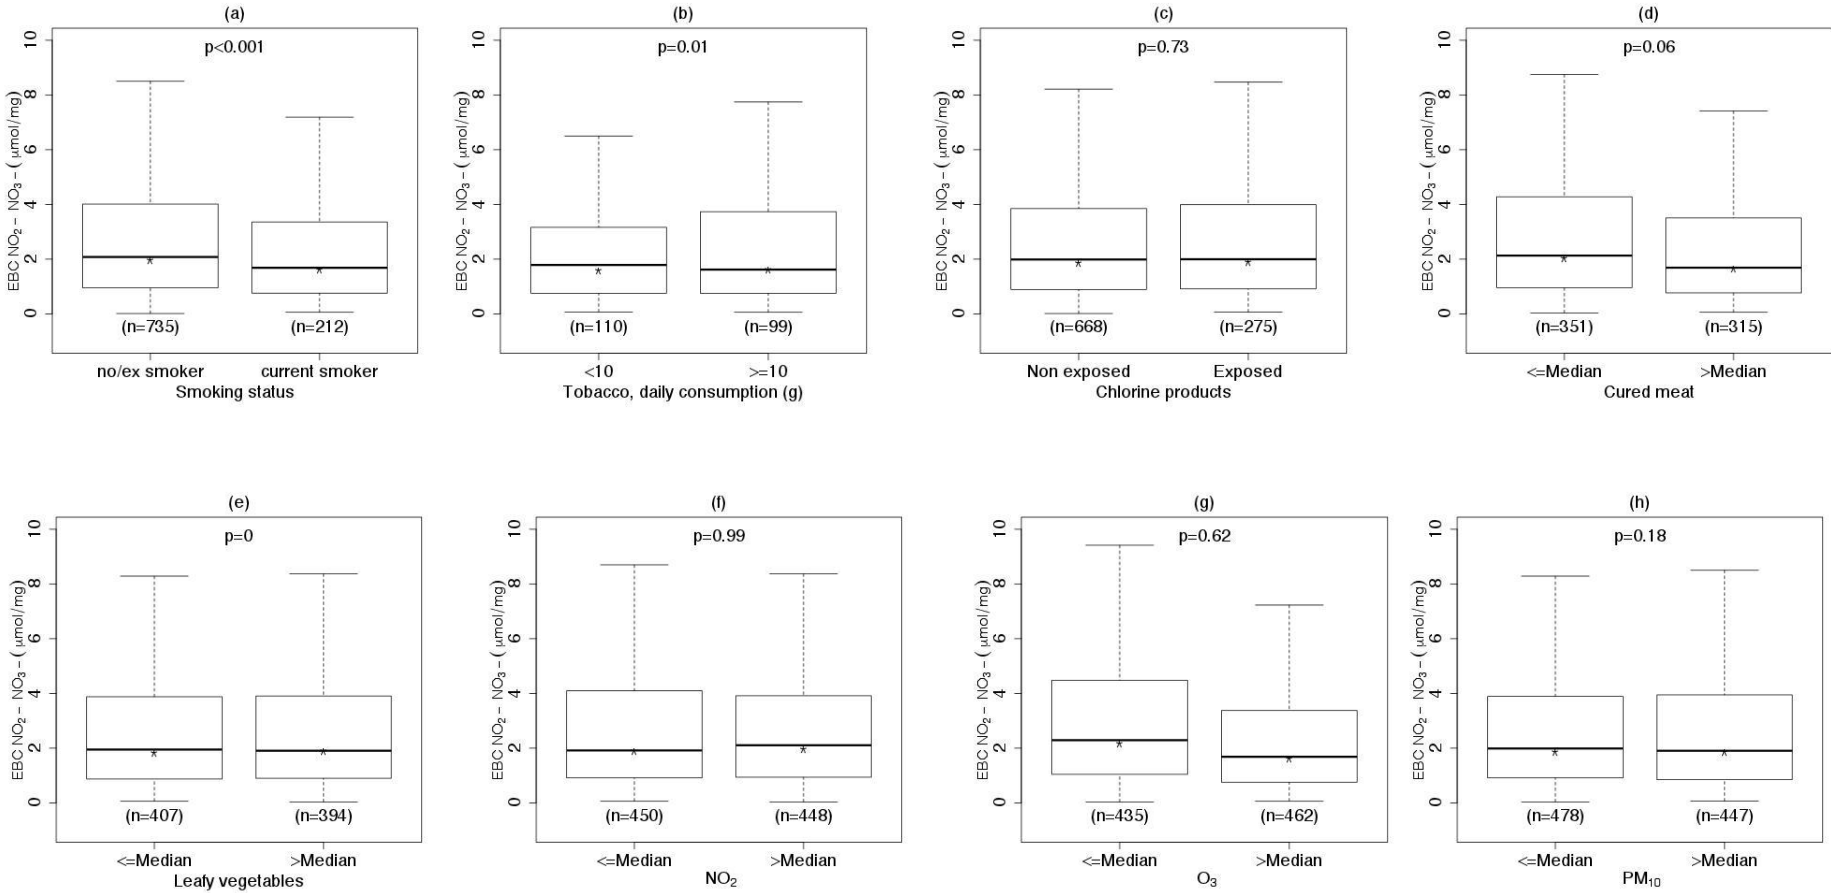 (a)
p<0.001
EBC NO₂− NO₃− ( μmol/mg)
0 2 4 6 8 10
(n=735) (n=212)
no/ex smoker current smoker
Smoking status
(b)
p=0.01
EBC NO₂− NO₃− ( μmol/mg)
0 2 4 6 8 10
(n=110) (n=99)
<10 >=10
Tobacco, daily consumption (g)
(c)
p=0.73
EBC NO₂− NO₃− ( μmol/mg)
0 2 4 6 8 10
(n=668) (n=275)
Non exposed Exposed
Chlorine products
(d)
p=0.06
EBC NO₂− NO₃− ( μmol/mg)
0 2 4 6 8 10
(n=351) (n=315)
<=Median >Median
Cured meat
(e)
p=0
EBC NO₂− NO₃− ( μmol/mg)
0 2 4 6 8 10
(n=407) (n=394)
<=Median >Median
Leafy vegetables
(f)
p=0.99
EBC NO₂− NO₃− ( μmol/mg)
0 2 4 6 8 10
(n=450) (n=448)
<=Median >Median
NO₂
(g)
p=0.62
EBC NO₂− NO₃− ( μmol/mg)
0 2 4 6 8 10
(n=435) (n=462)
<=Median >Median
O₃
(h)
p=0.18
EBC NO₂− NO₃− ( μmol/mg)
0 2 4 6 8 10
(n=478) (n=447)
<=Median >Median
PM₁₀